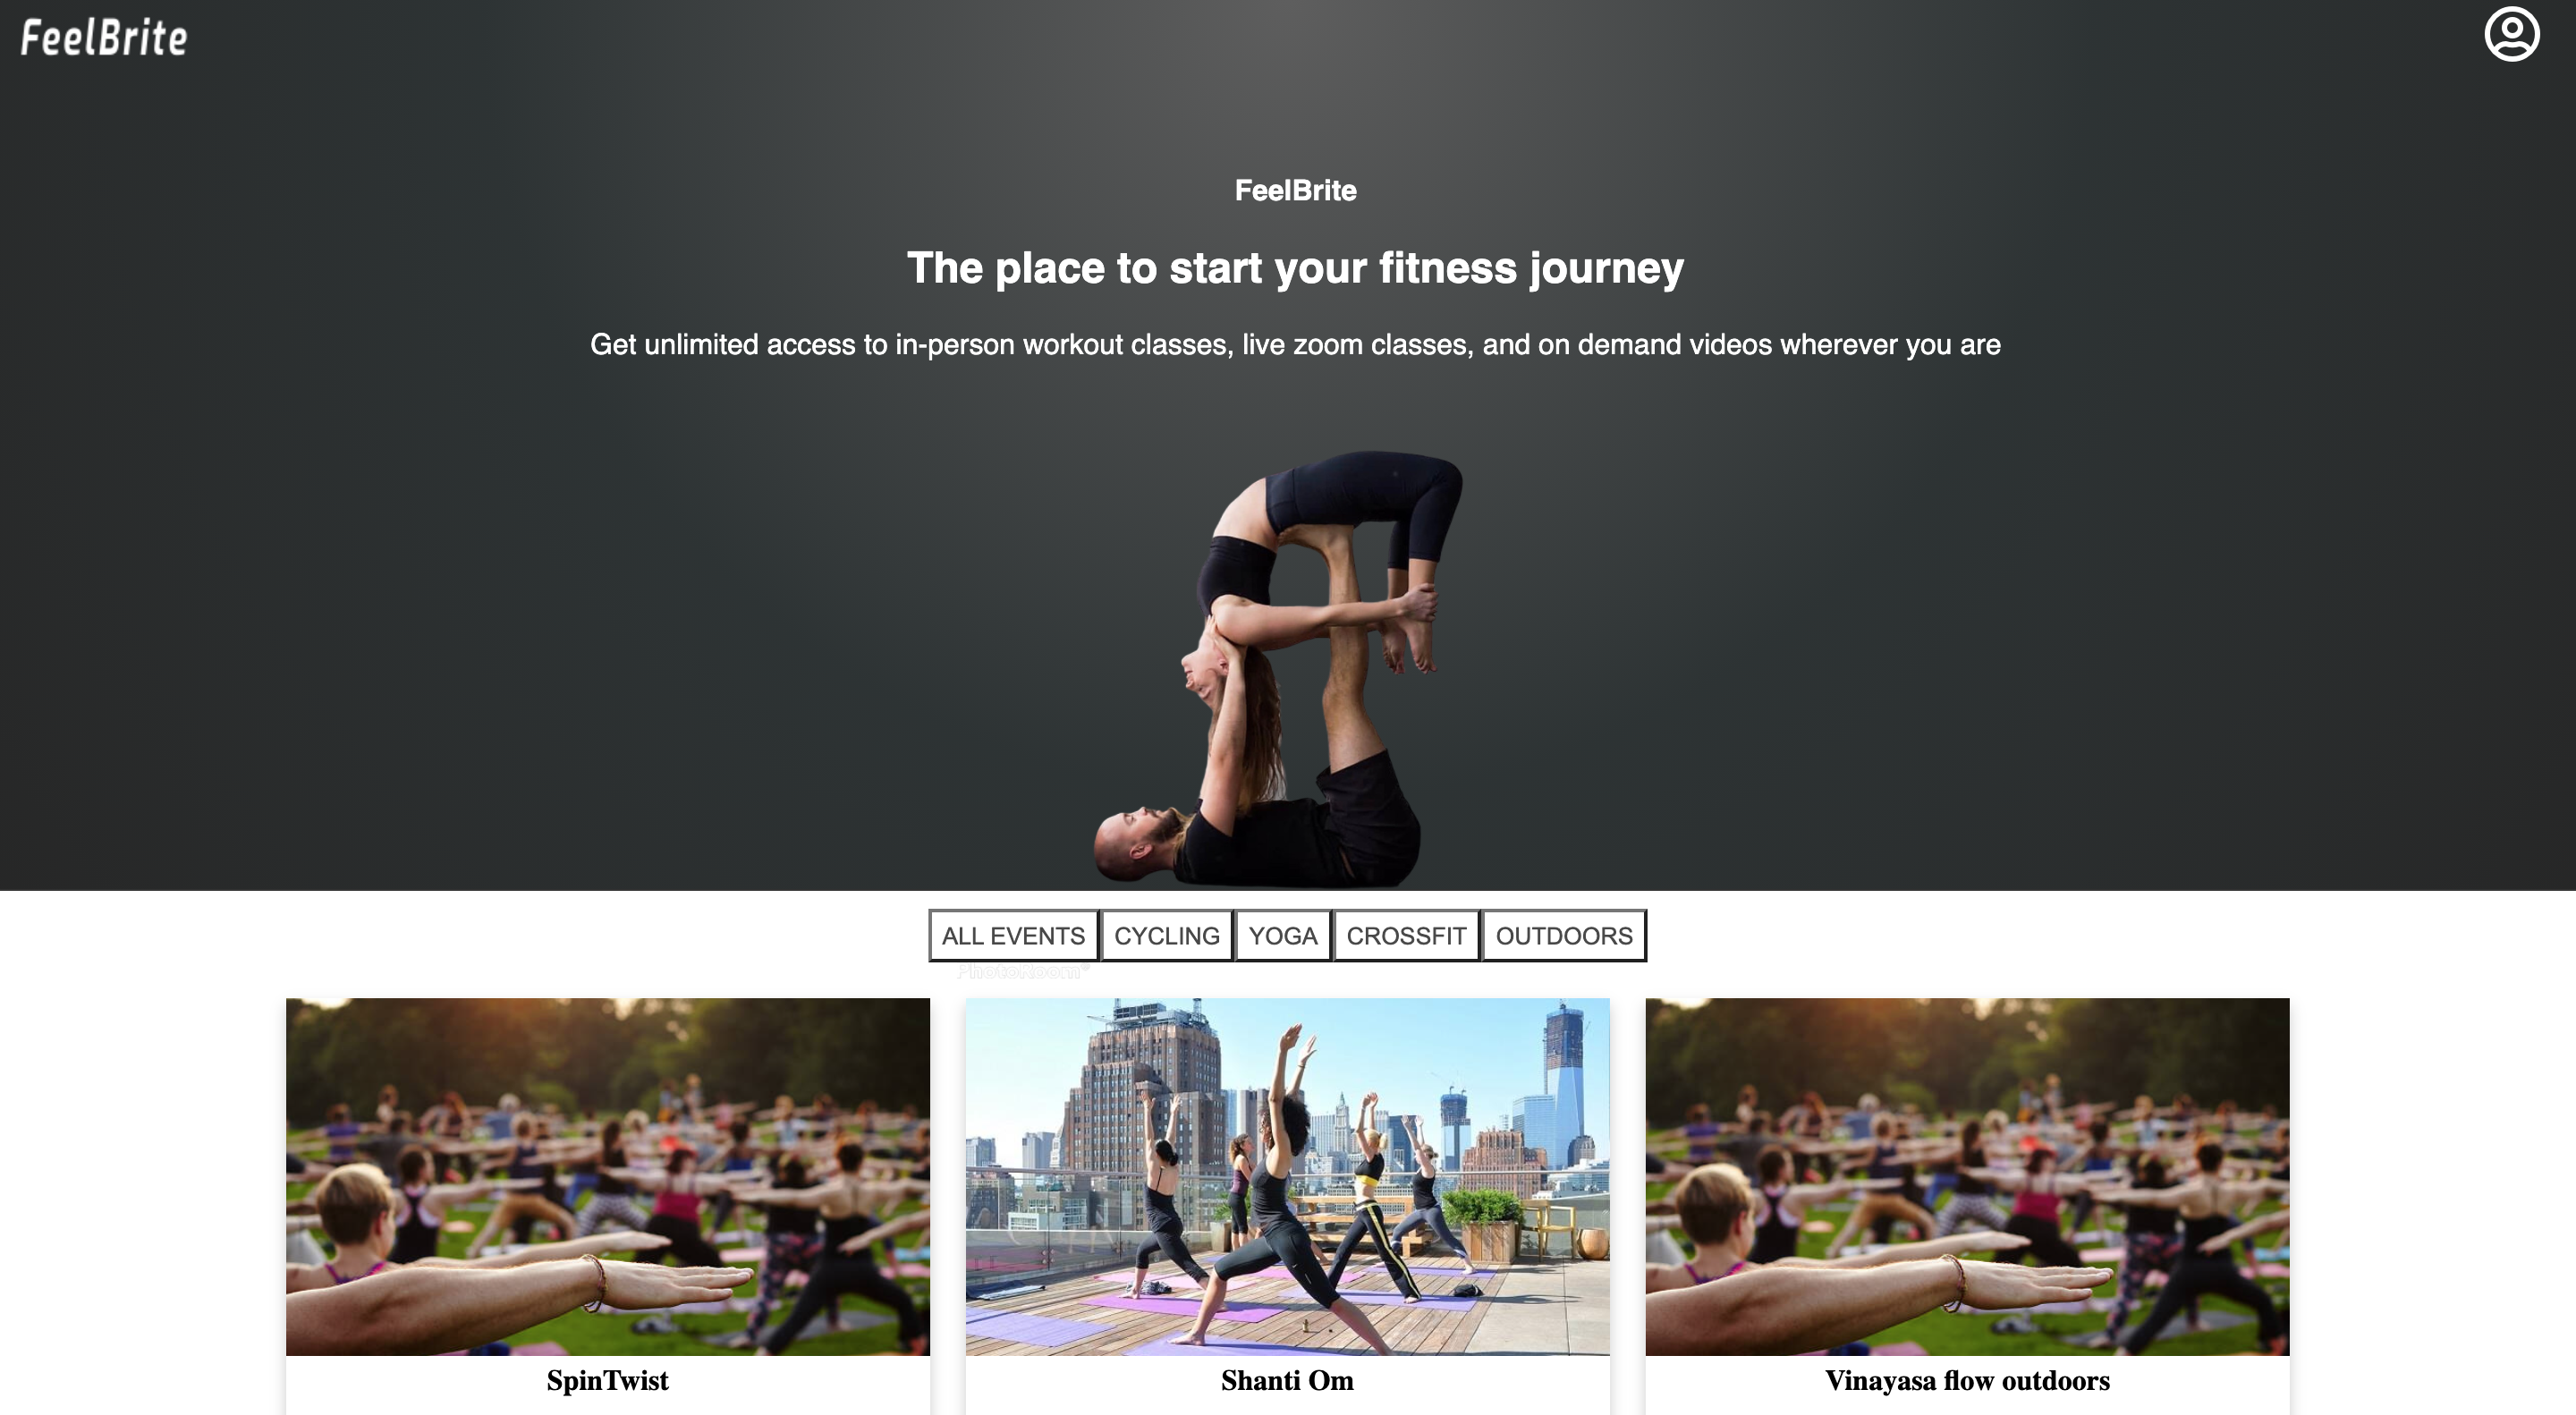 FeelBrite
FeelBrite
The place to start your fitness journey
Get unlimited access to in-person workout classes, live zoom classes, and on demand videos wherever you are
ALL EVENTS CYCLING YOGA CROSSFIT OUTDOORS
PhotoRoom®
SpinTwist Shanti Om Vinayasa flow outdoors